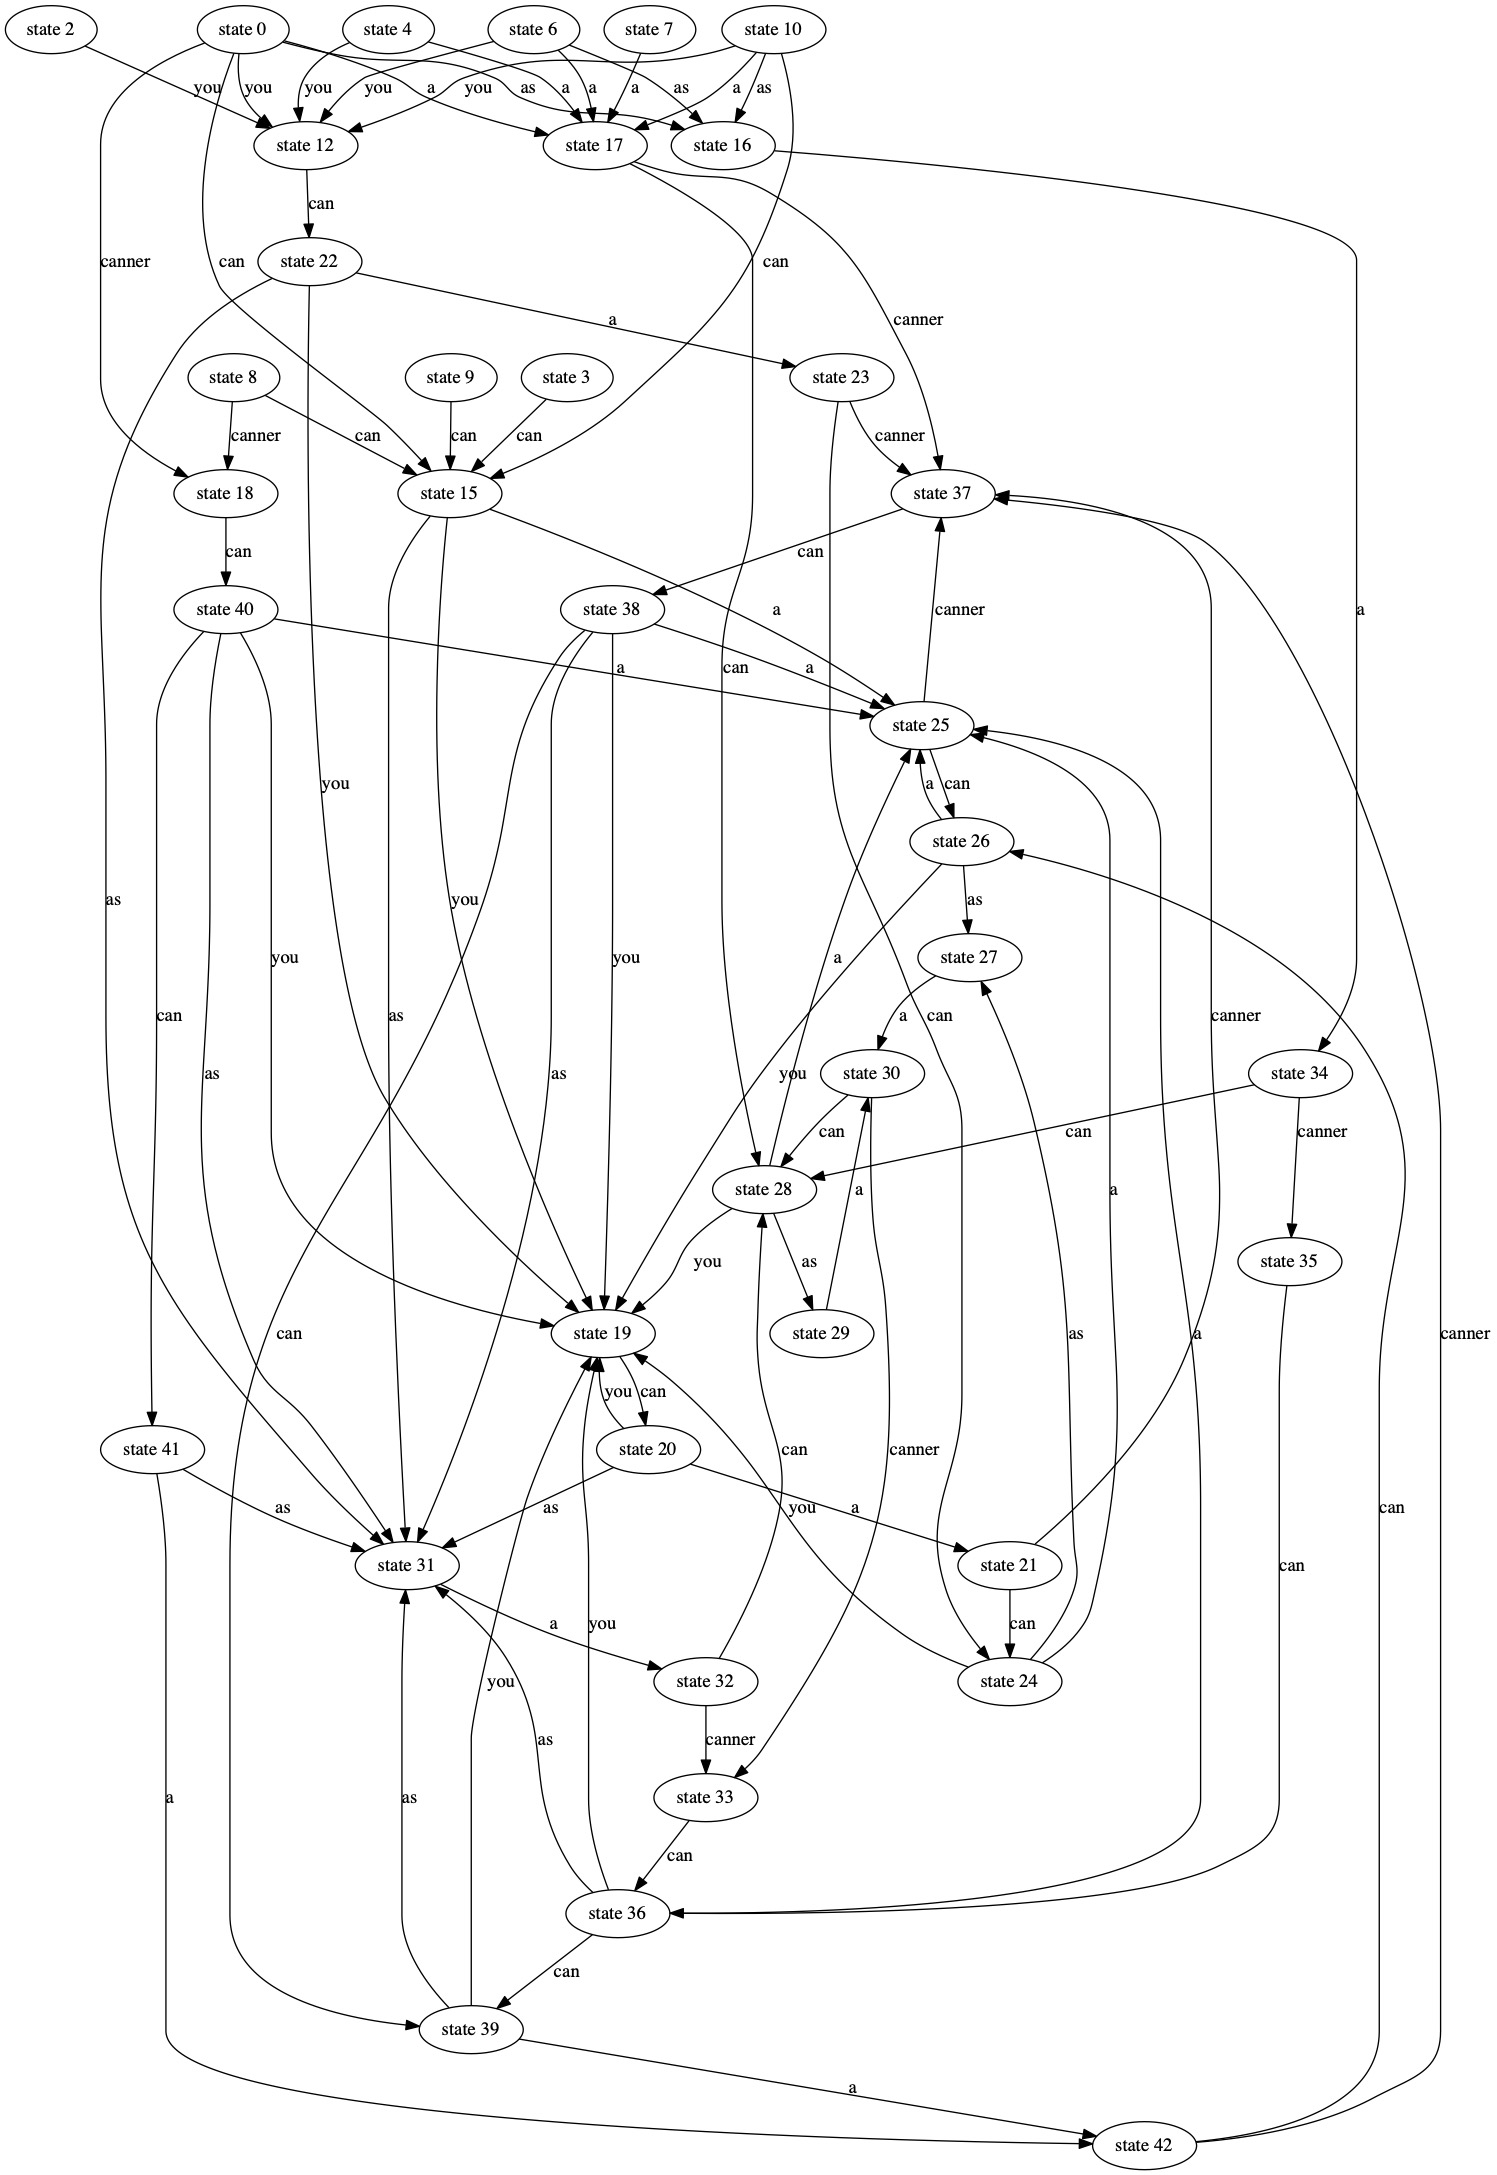 state 2 state 0 state 4 state 6 state 7 state 10
you you you you you a as a a a as as a
state 12 state 17 state 16
can
canner can state 22 can
a canner
state 8 state 9 state 3 state 23
canner can can can canner
state 18 state 15 state 37
can can
state 40 state 38 a canner a
a a can
state 25
you a can
state 26
as you as
state 27
you you a
as can as a can canner
state 30 state 34
as as you can can
canner
state 28 a a
you as state 35
can state 19 state 29 as a canner
you can
state 41 state 20 can canner
as as a you can
state 31 state 21 can
a you can
state 32 state 24
you as canner
a as state 33
can
state 36
can
state 39
a
state 42